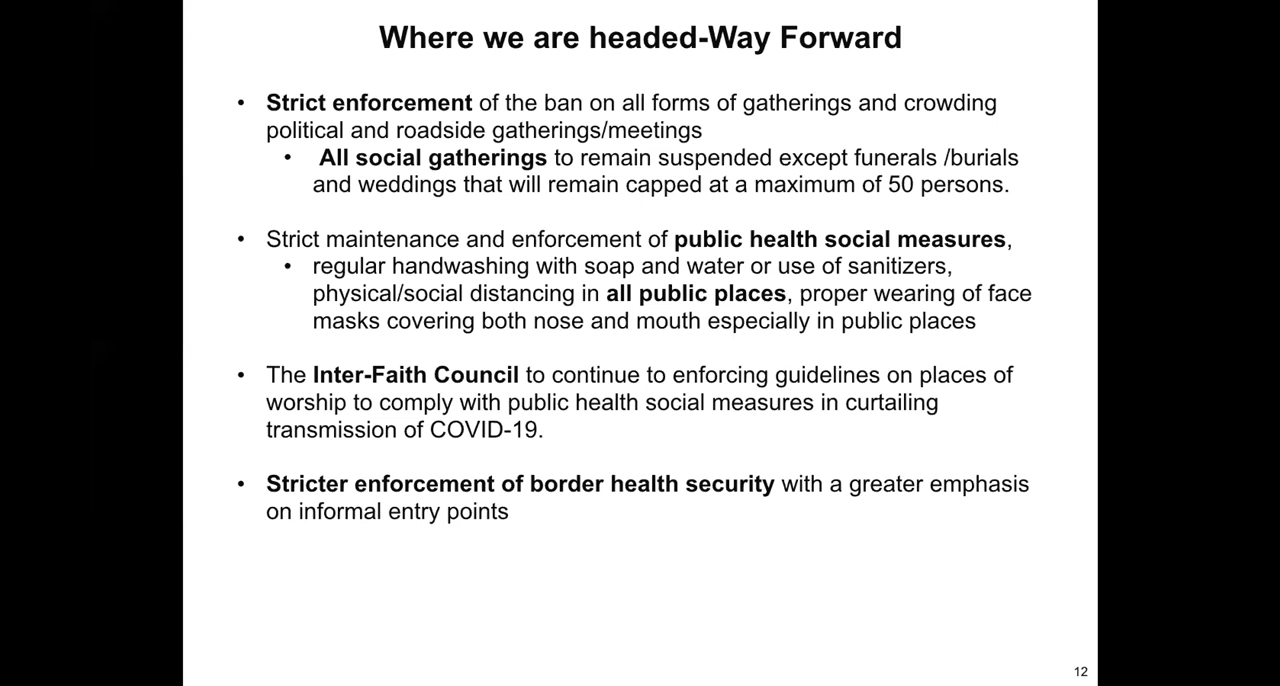 Where we are headed-Way Forward
• Strict enforcement of the ban on all forms of gatherings and crowding
political and roadside gatherings/meetings
• All social gatherings to remain suspended except funerals /burials
and weddings that will remain capped at a maximum of 50 persons.
• Strict maintenance and enforcement of public health social measures,
• regular handwashing with soap and water or use of sanitizers,
physical/social distancing in all public places, proper wearing of face
masks covering both nose and mouth especially in public places
• The Inter-Faith Council to continue to enforcing guidelines on places of
worship to comply with public health social measures in curtailing
transmission of COVID-19.
• Stricter enforcement of border health security with a greater emphasis
on informal entry points
12